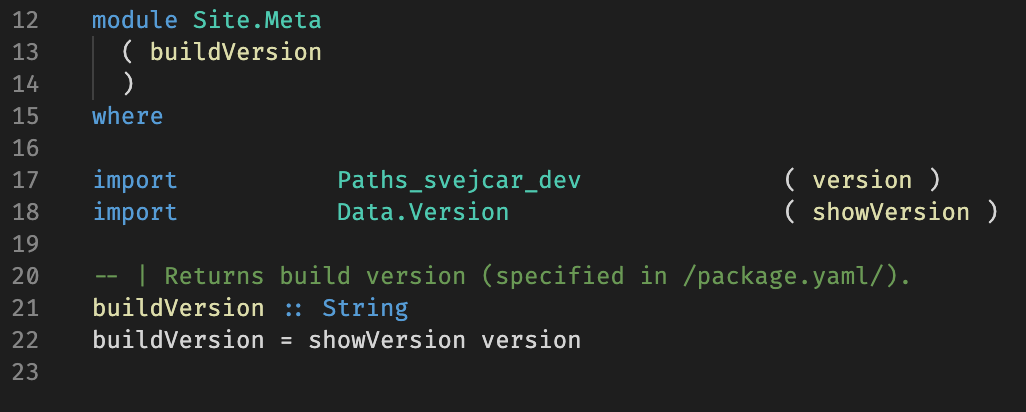 12 module Site.Meta
13   ( buildVersion
14   )
15 where
16
17 import           Paths_svejcar_dev              ( version )
18 import           Data.Version                   ( showVersion )
19
20 -- | Returns build version (specified in /package.yaml/).
21 buildVersion :: String
22 buildVersion = showVersion version
23